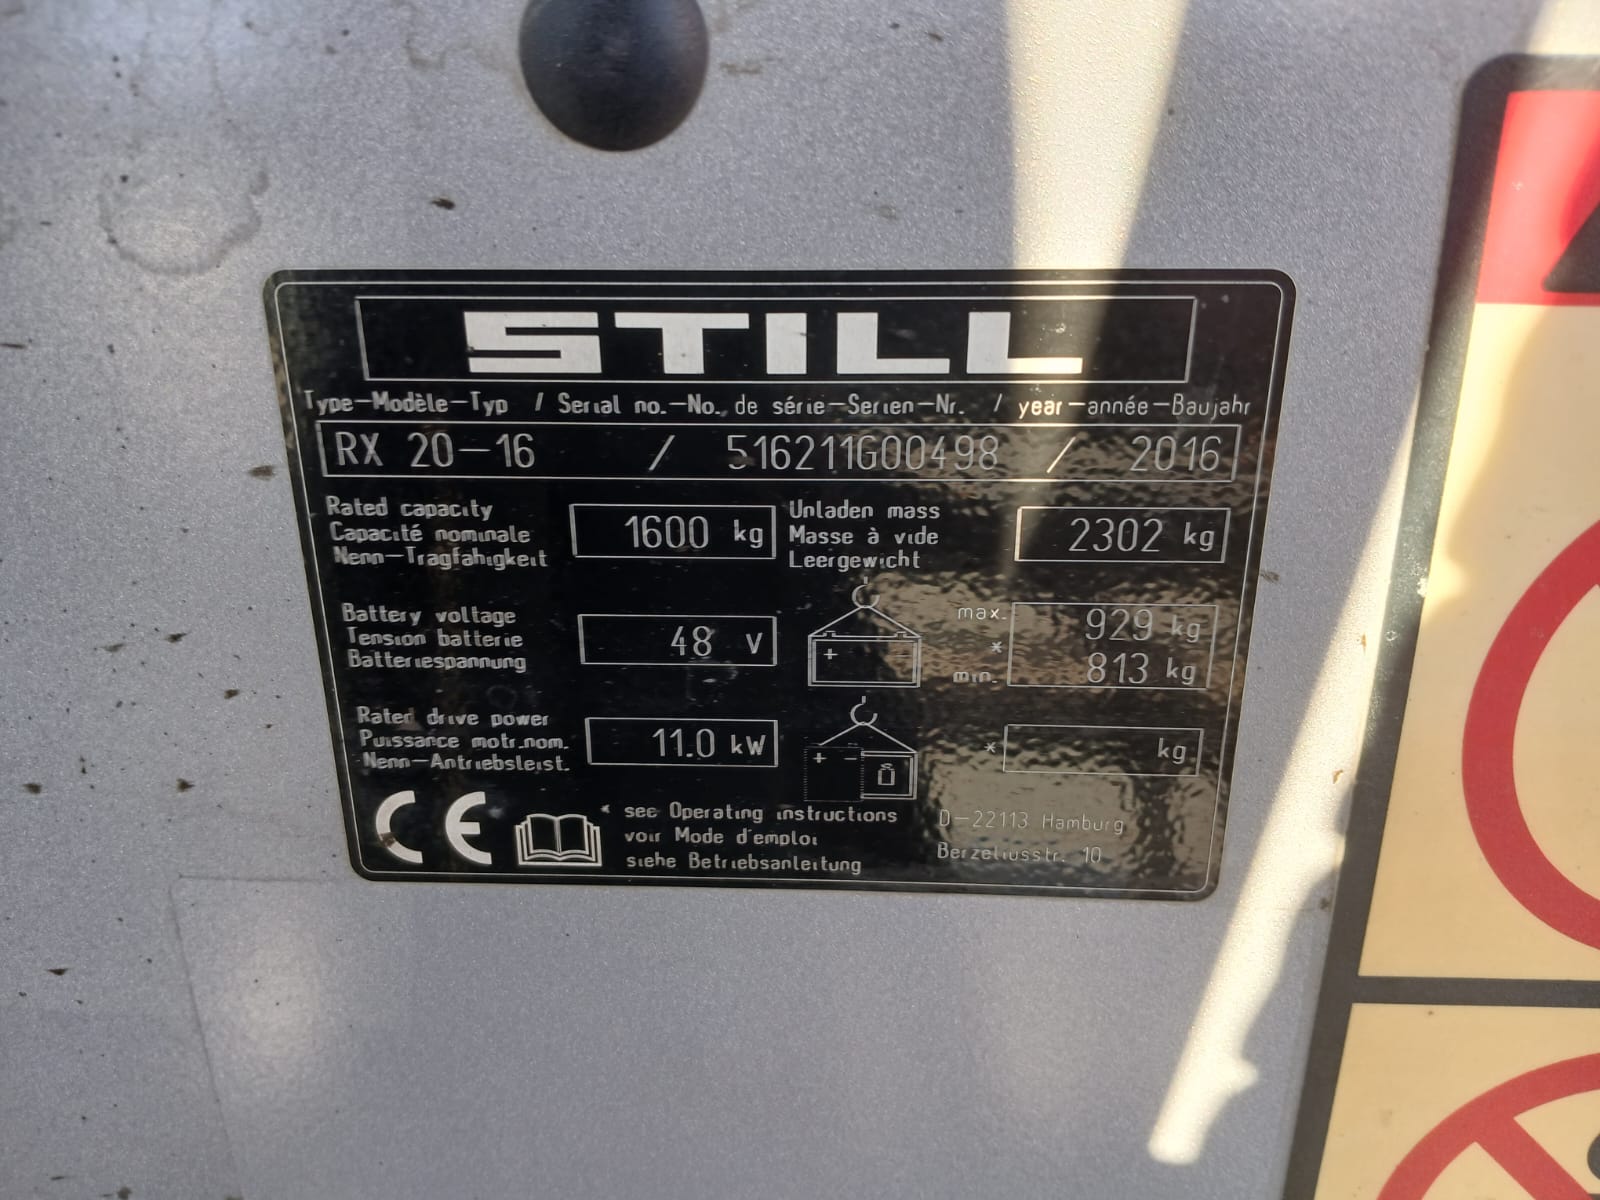 STILL
Type-Modèle-Typ / Serial no.-No. de série-Serien-Nr. / year-année-Baujahr
RX 20-16 / 516211G00498 / 2016
Rated capacity
Capacité nominale
Nenn-Tragfähigkeit
1600 kg
Unladen mass
Masse à vide
Leergewicht
2302 kg
Battery voltage
Tension batterie
Batteriespannung
48 V
max. 929 kg
*
min. 813 kg
Rated drive power
Puissance motr.nom.
Nenn-Antriebsleist.
11.0 kW
* kg
CE
* see Operating instructions
voir Mode d'emploi
siehe Betriebsanleitung
D-22113 Hamburg
Berzeliusstr. 10